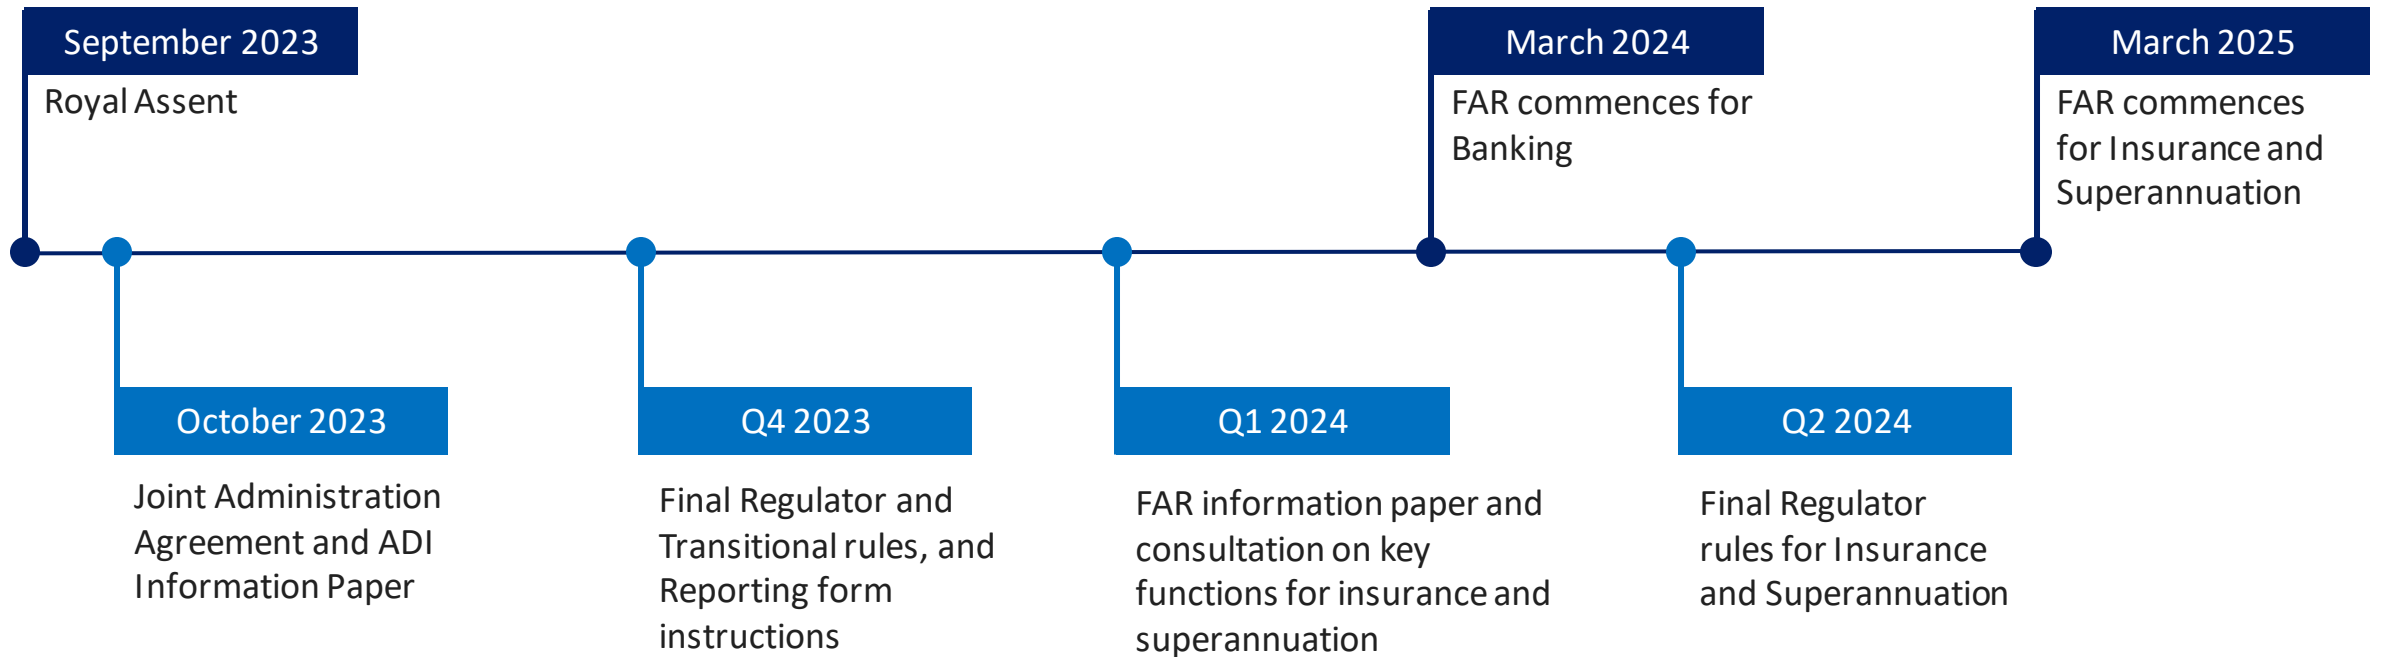 September 2023
Royal Assent
March 2024
FAR commences for
Banking
March 2025
FAR commences
for Insurance and
Superannuation
October 2023
Joint Administration
Agreement and ADI
Information Paper
Q4 2023
Final Regulator and
Transitional rules, and
Reporting form
instructions
Q1 2024
FAR information paper and
consultation on key
functions for insurance and
superannuation
Q2 2024
Final Regulator
rules for Insurance
and Superannuation